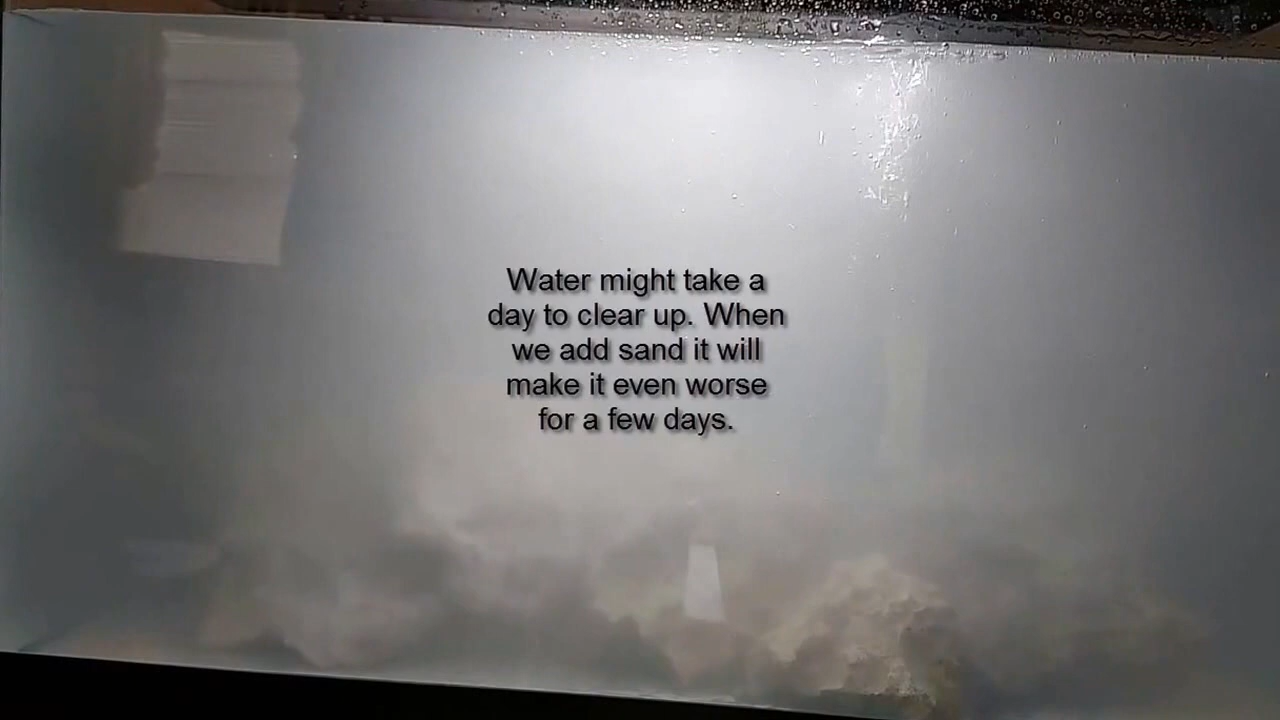 Water might take a
day to clear up. When
we add sand it will
make it even worse
for a few days.